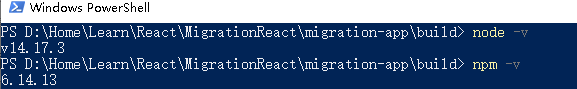 Windows PowerShell
PS D:\Home\Learn\React\MigrationReact\migration-app\build> node -v
v14.17.3
PS D:\Home\Learn\React\MigrationReact\migration-app\build> npm -v
6.14.13